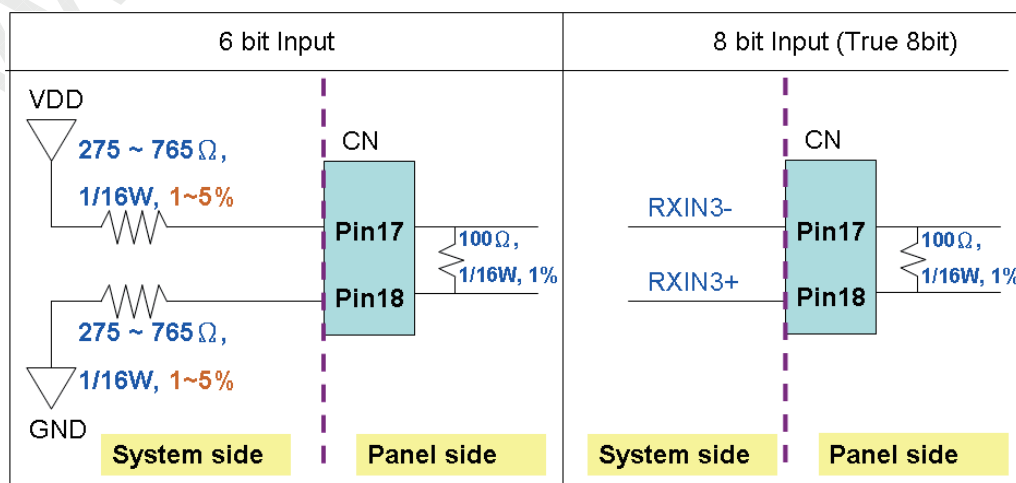 6 bit Input
8 bit Input (True 8bit)
VDD
275 ~ 765Ω,
1/16W, 1~5%
CN
Pin17
100Ω,
1/16W, 1%
Pin18
275 ~ 765Ω,
1/16W, 1~5%
GND
System side
Panel side
CN
RXIN3-
Pin17
100Ω,
1/16W, 1%
RXIN3+
Pin18
System side
Panel side